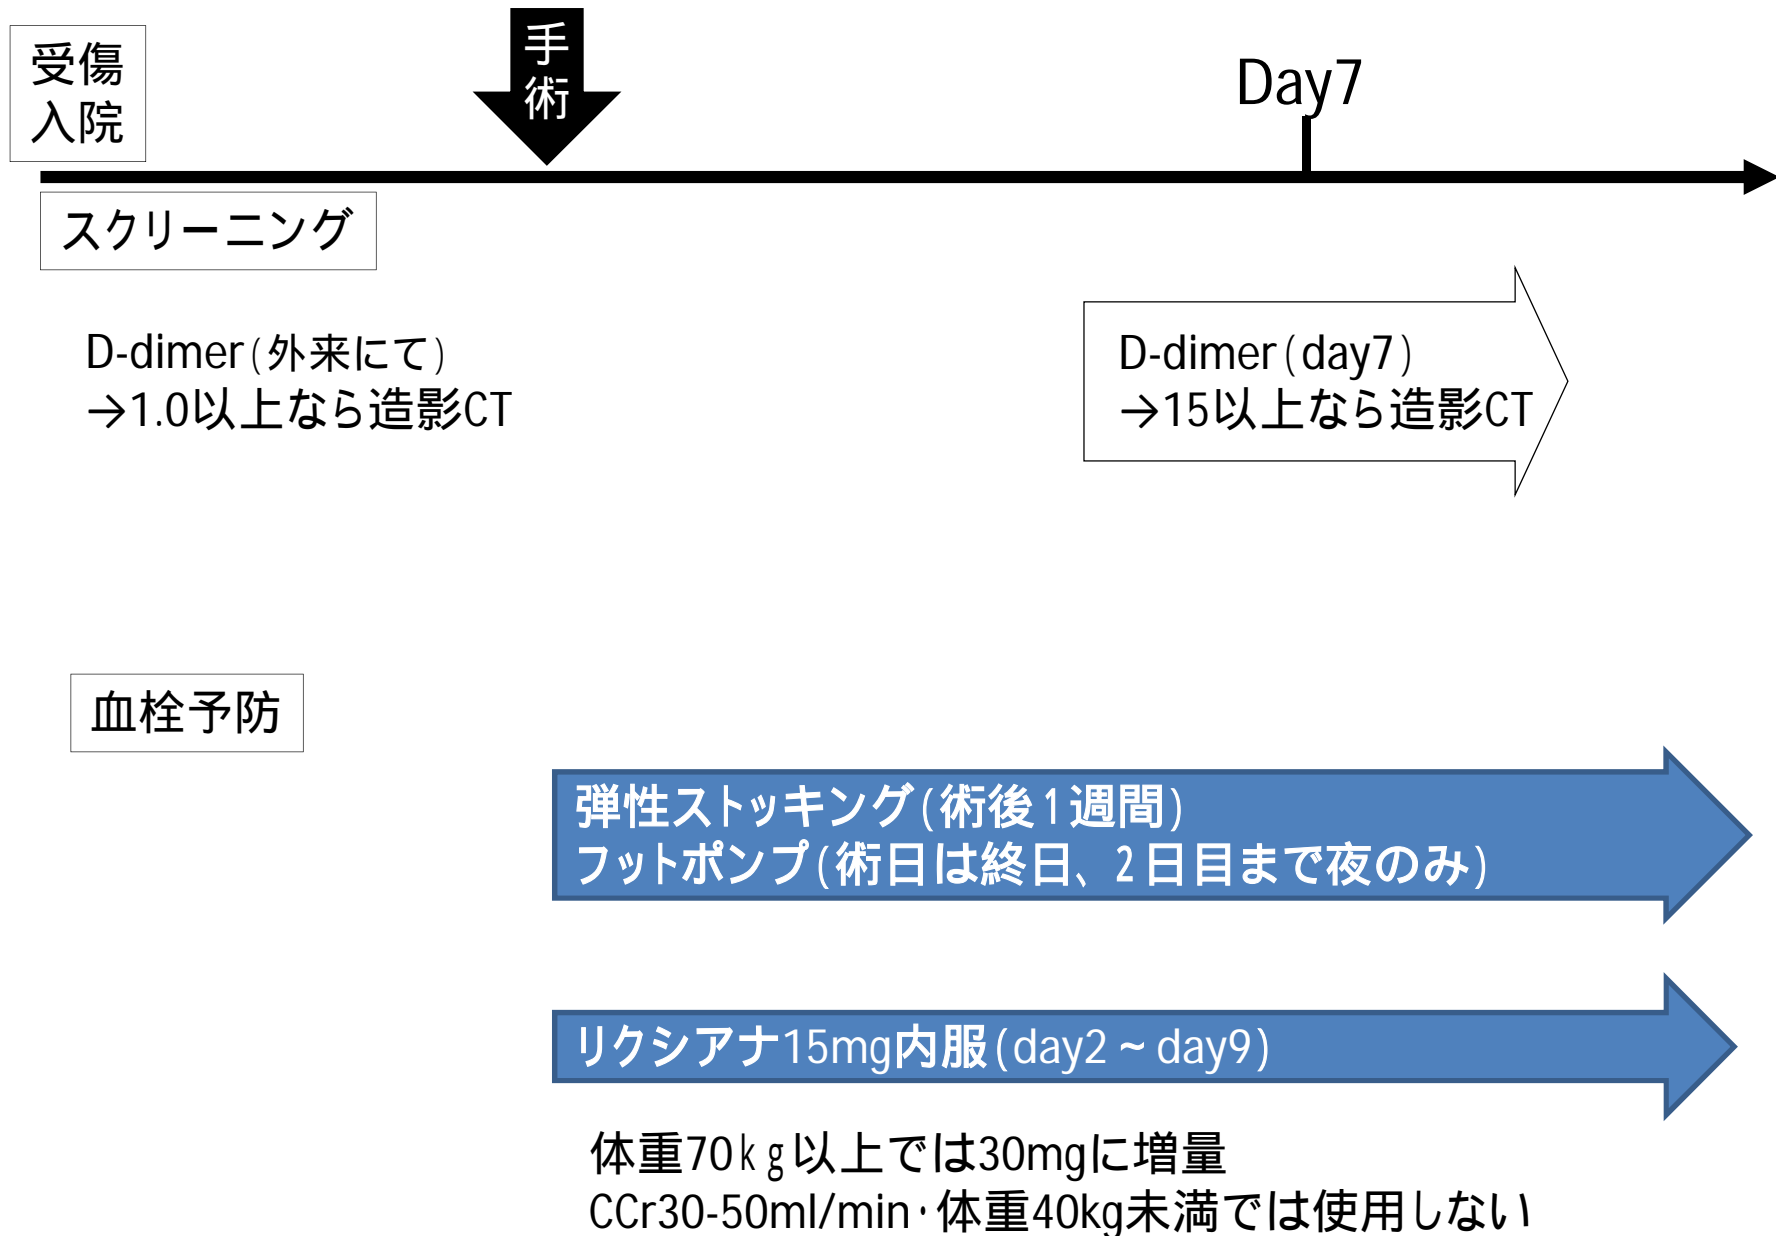 受傷
入院
手
術
Day7
スクリーニング
D-dimer(外来にて)
→1.0以上なら造影CT
D-dimer(day7)
→15以上なら造影CT
血栓予防
弾性ストッキング(術後1週間)
フットポンプ(術日は終日、2日目まで夜のみ)
リクシアナ15mg内服(day2~day9)
体重70kg以上では30mgに増量
CCr30-50ml/min・体重40kg未満では使用しない